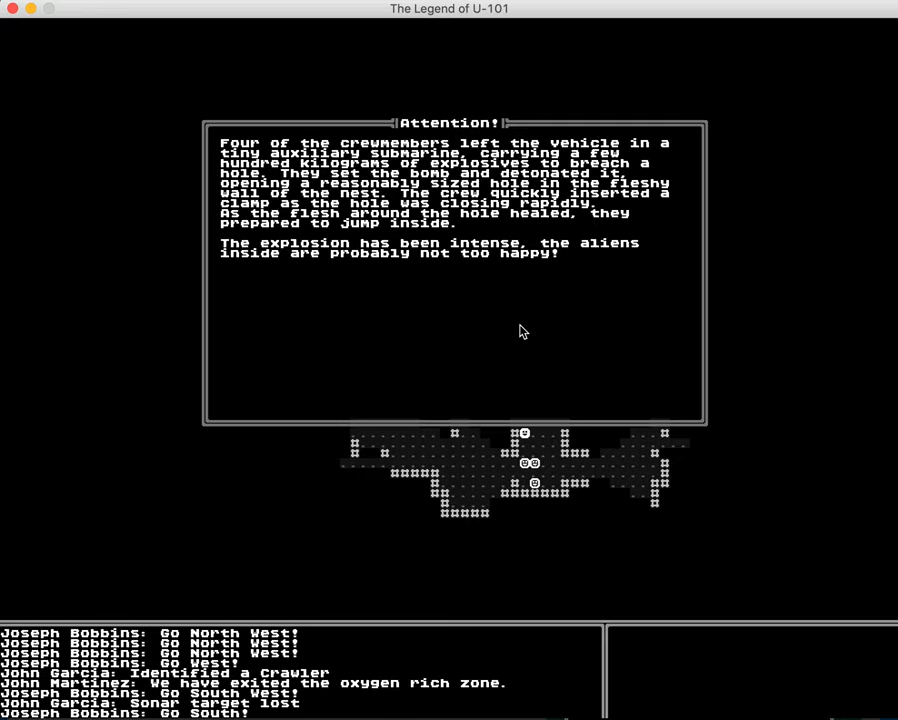 The Legend of U-101
Attention!
Four of the crewmembers left the vehicle in a
tiny auxiliary submarine, carrying a few
hundred kilograms of explosives to breach a
hole. They set the bomb and detonated it,
opening a reasonably sized hole in the fleshy
wall of the nest. The crew quickly inserted a
clamp as the hole was closing rapidly.
As the flesh around the hole healed, they
prepared to jump inside.
The explosion has been intense, the aliens
inside are probably not too happy!
Joseph Bobbins: Go North West!
Joseph Bobbins: Go North West!
Joseph Bobbins: Go North West!
Joseph Bobbins: Go West!
John Garcia: Identified a Crawler
John Martinez: We have exited the oxygen rich zone.
Joseph Bobbins: Go South West!
John Garcia: Sonar target lost
Joseph Bobbins: Go South!